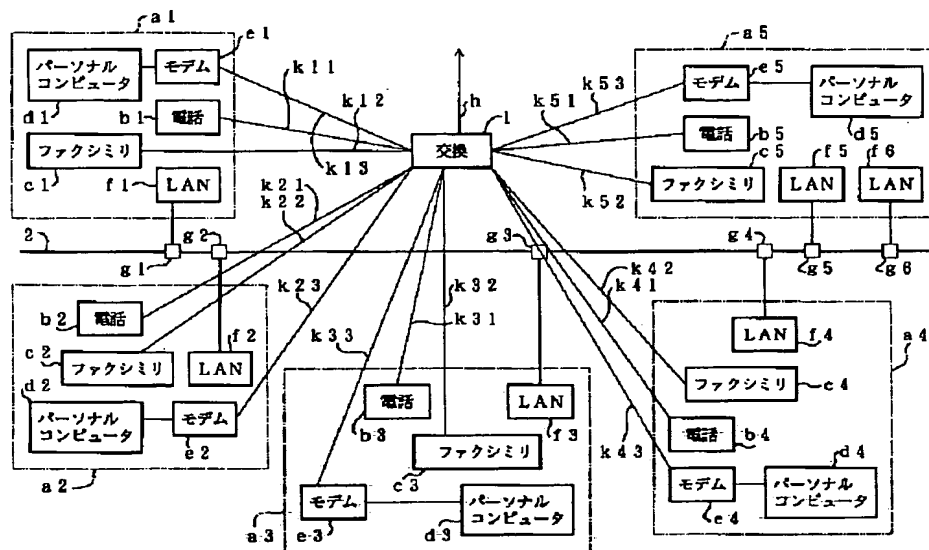 a1
e1
パーソナル
コンピュータ
モデム
d1
b1
電話
k11
k12
k13
ファクシミリ
c1
f1
LAN
h
1
交換
a5
k53
k51
k52
モデム
e5
パーソナル
コンピュータ
d5
電話
b5
c5
ファクシミリ
f5
f6
LAN
LAN
2
g1
g2
g3
g4
g5
g6
k21
k22
k23
b2
電話
c2
ファクシミリ
f2
LAN
d2
パーソナル
コンピュータ
モデム
e2
a2
k33
k32
k31
電話
b3
LAN
f3
ファクシミリ
c3
モデム
e3
パーソナル
コンピュータ
d3
a3
k42
k41
k43
LAN
f4
a4
ファクシミリ
c4
電話
b4
モデム
e4
d4
パーソナル
コンピュータ